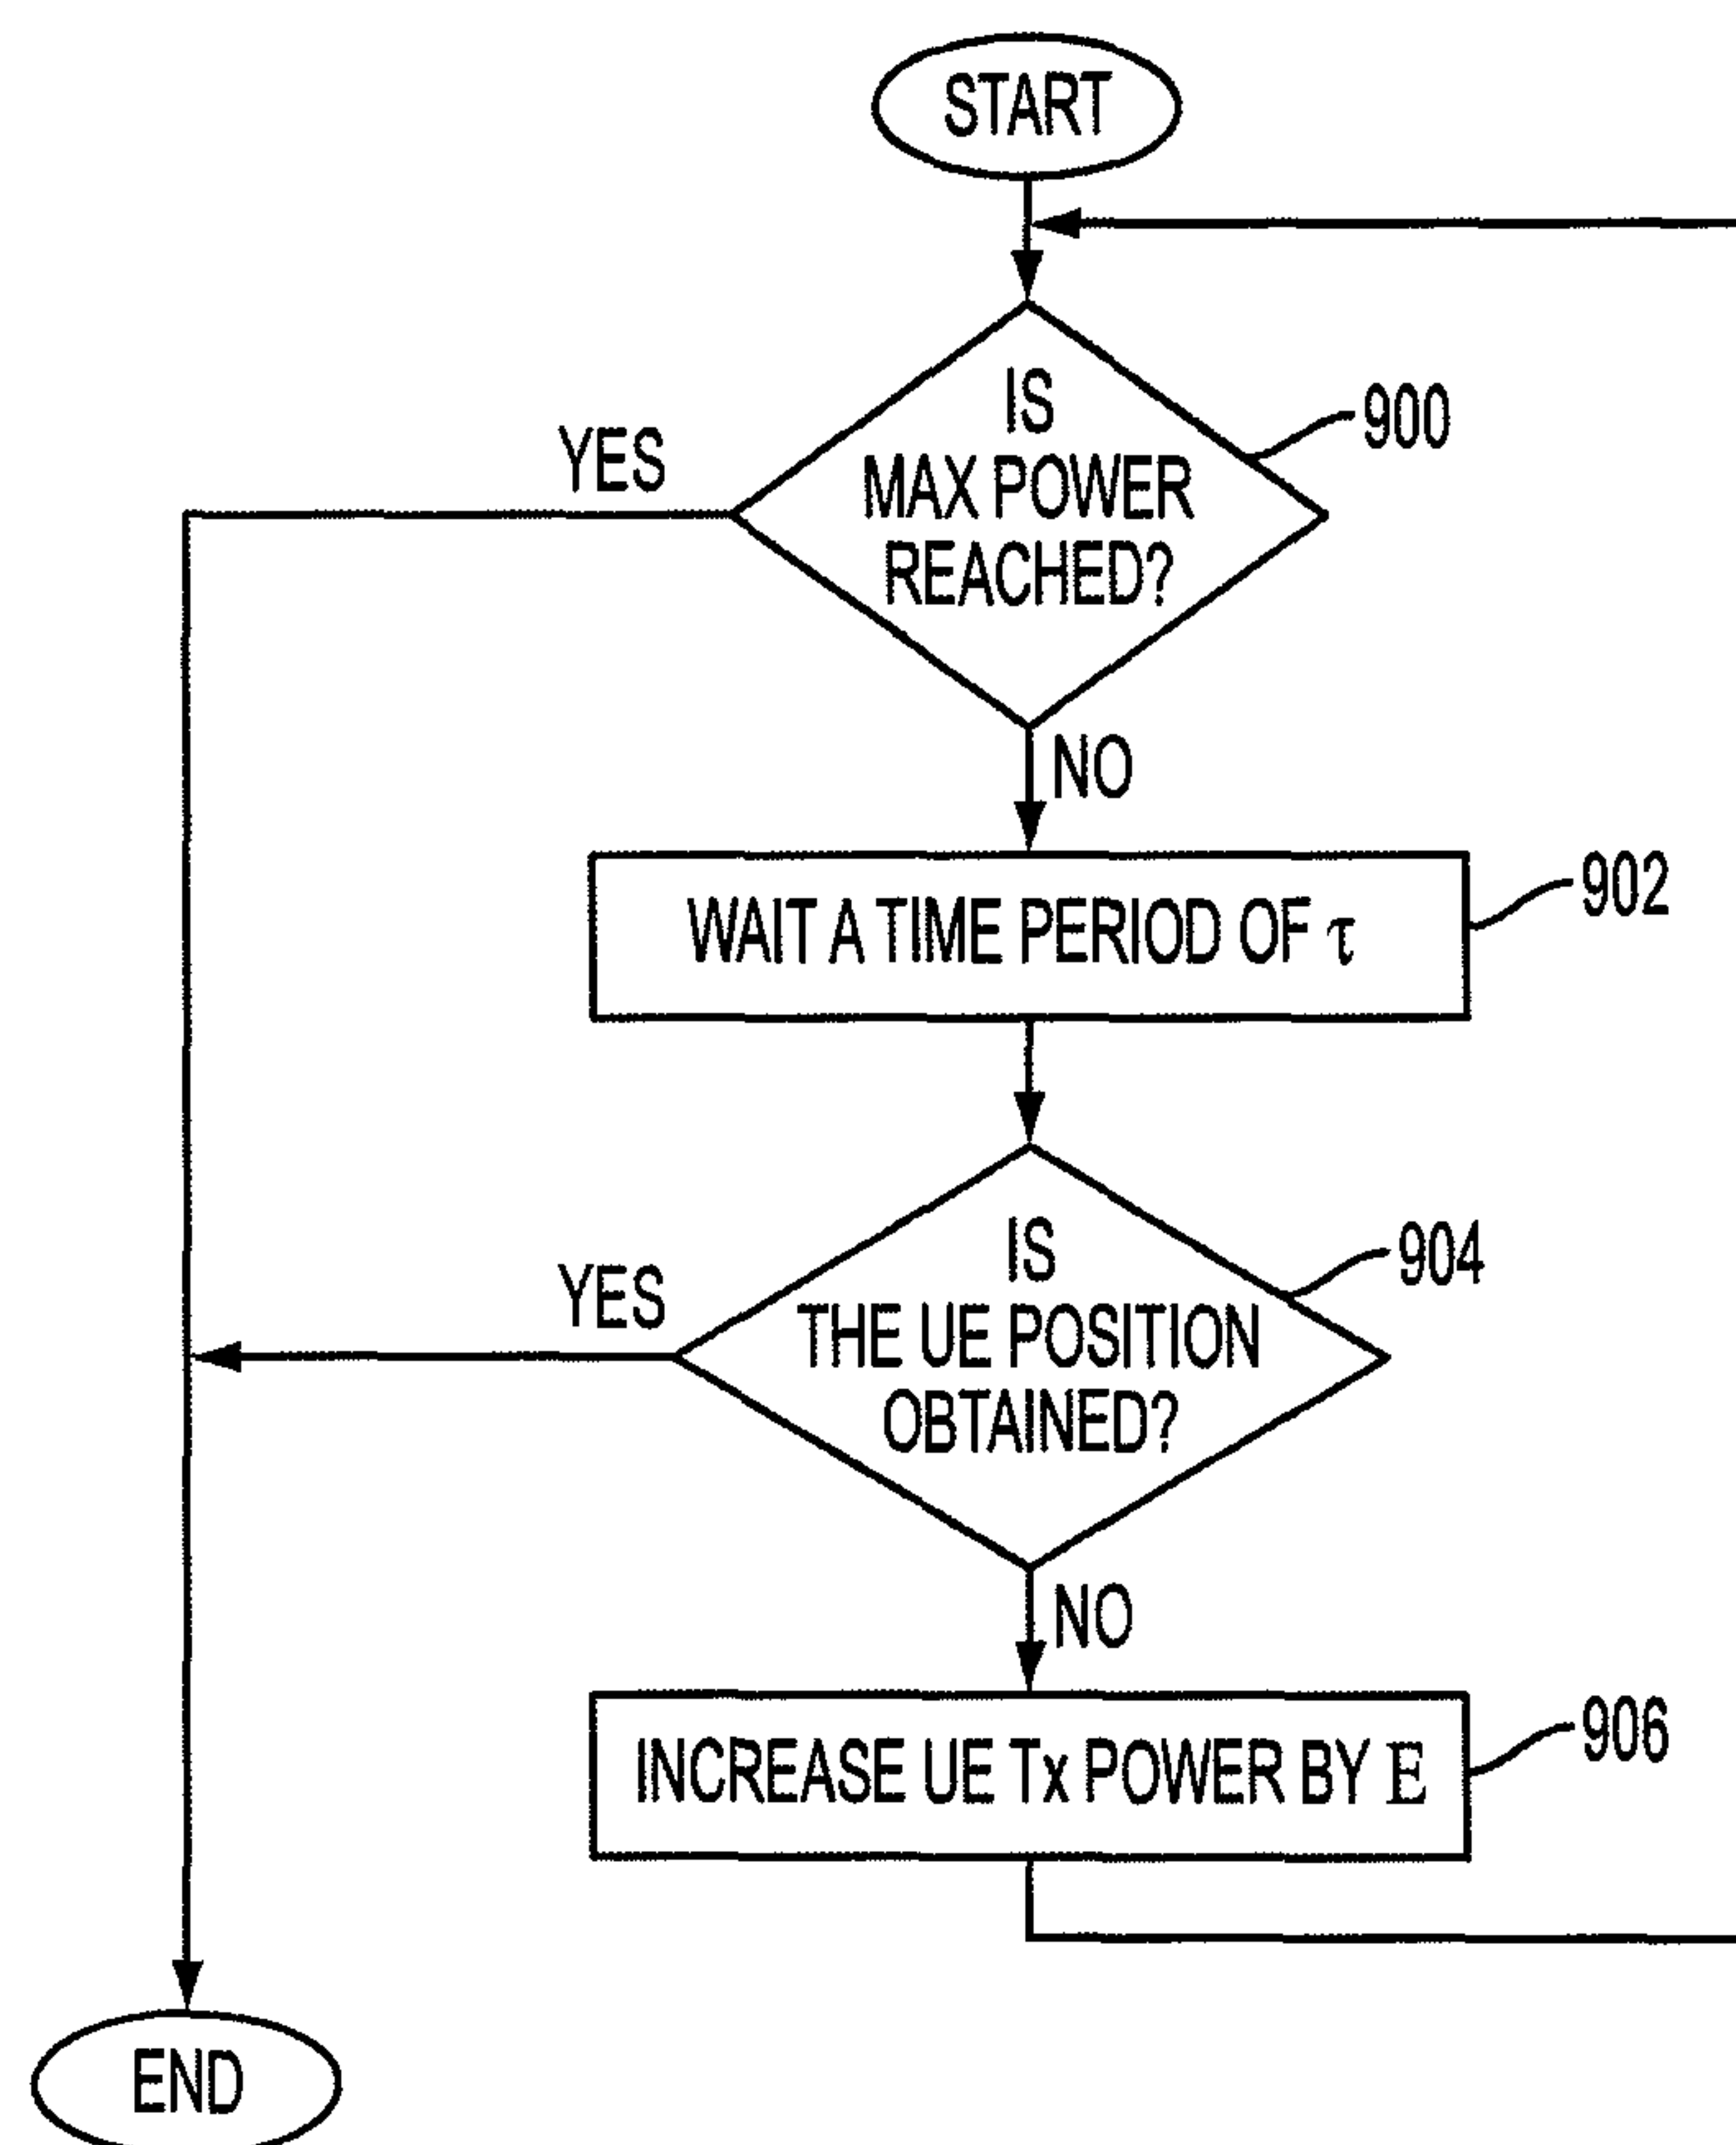 START
IS
MAX POWER
REACHED?
900
YES
NO
WAIT A TIME PERIOD OF τ
902
IS
THE UE POSITION
OBTAINED?
904
YES
NO
INCREASE UE Tx POWER BY E
906
END